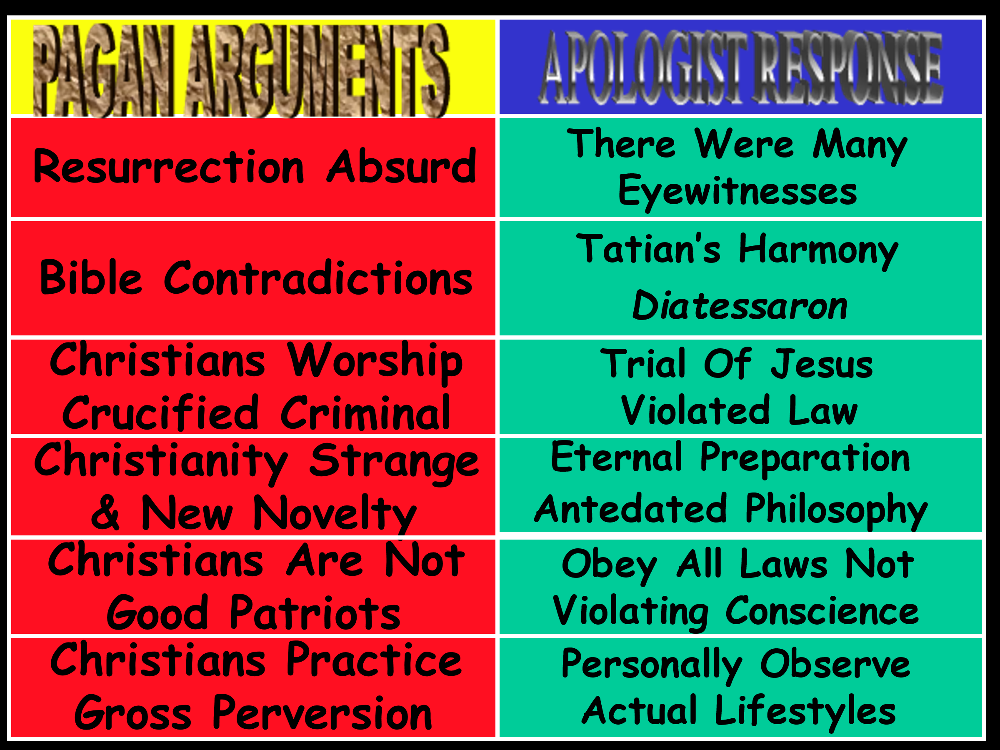 PAGAN ARGUMENTS
APOLOGIST RESPONSE
Resurrection Absurd
There Were Many
Eyewitnesses
Bible Contradictions
Tatian's Harmony
Diatessaron
Christians Worship
Crucified Criminal
Trial Of Jesus
Violated Law
Christianity Strange
& New Novelty
Eternal Preparation
Antedated Philosophy
Christians Are Not
Good Patriots
Obey All Laws Not
Violating Conscience
Christians Practice
Gross Perversion
Personally Observe
Actual Lifestyles